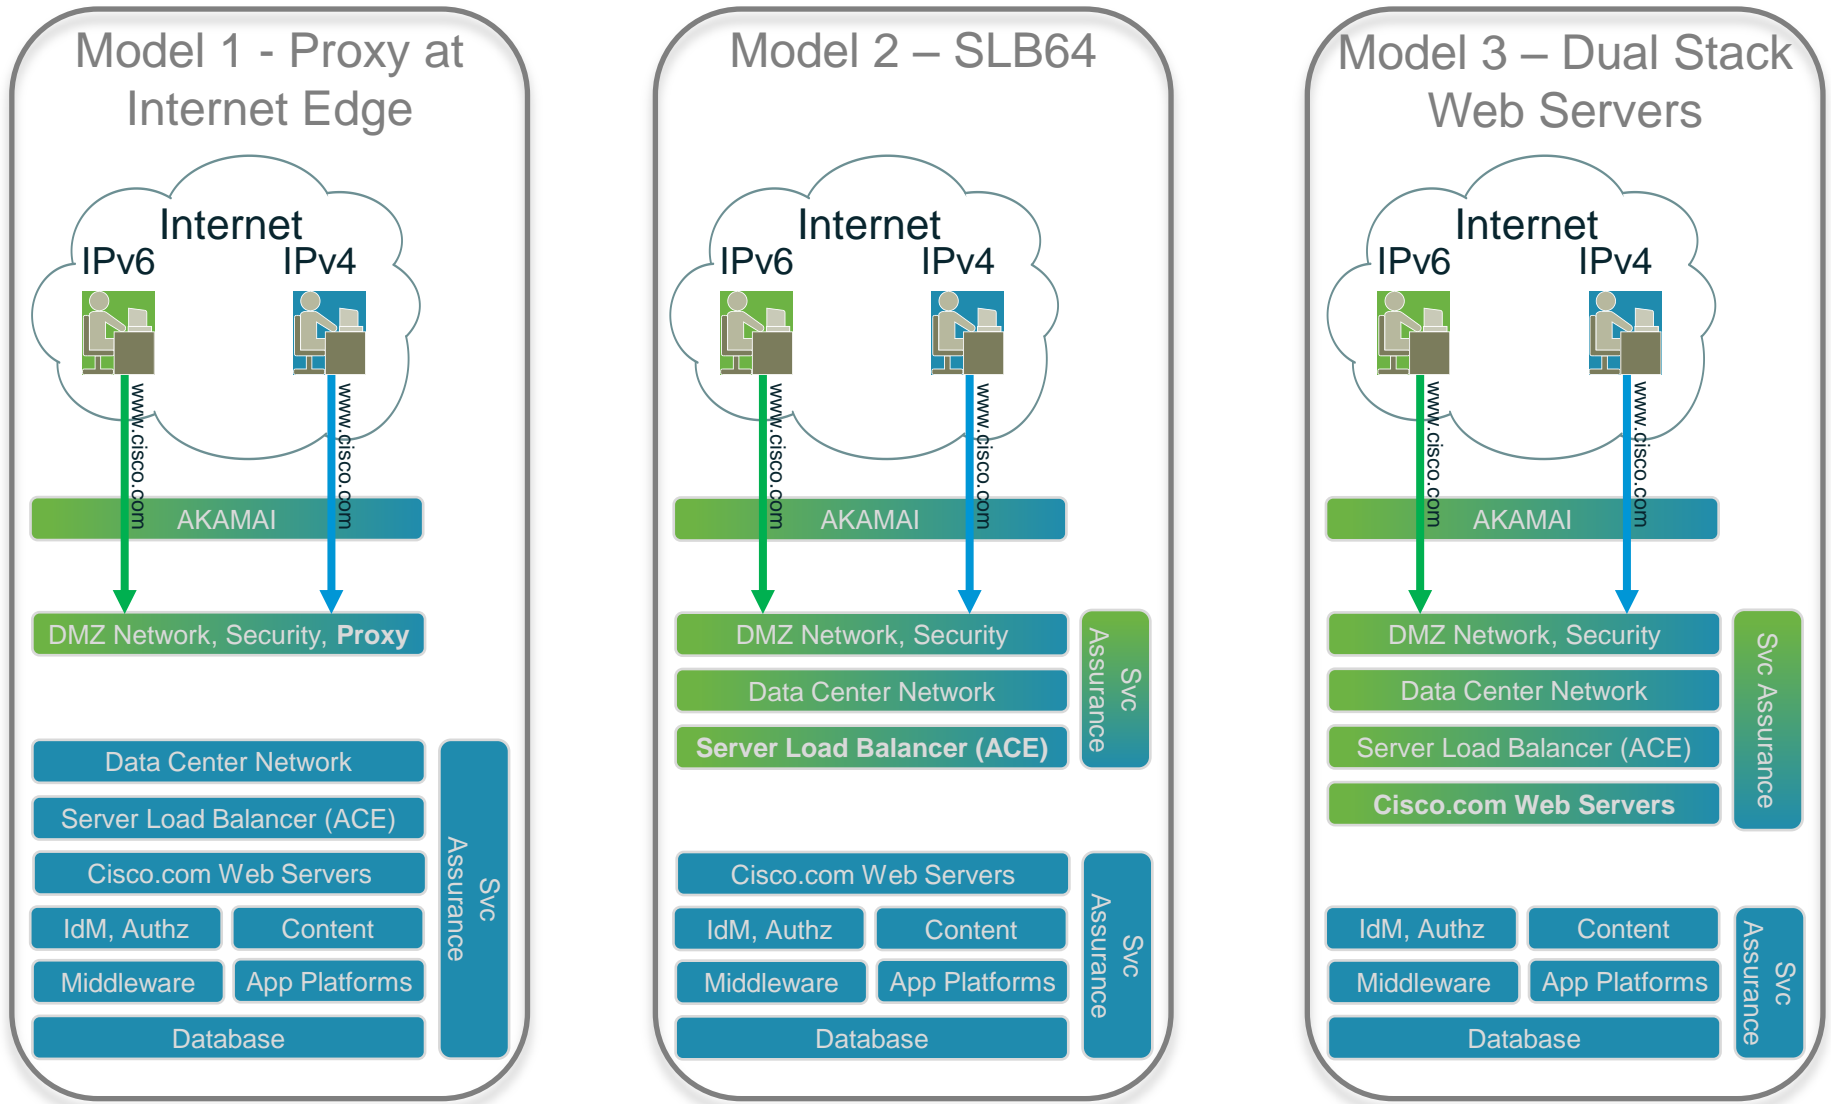 Model 1 - Proxy at
Internet Edge
Internet
IPv6
IPv4
www.cisco.com
www.cisco.com
AKAMAI
DMZ Network, Security, Proxy
Data Center Network
Server Load Balancer (ACE)
Cisco.com Web Servers
IdM, Authz
Content
Middleware
App Platforms
Database
Svc
Assurance
Model 2 – SLB64
Internet
IPv6
IPv4
www.cisco.com
www.cisco.com
AKAMAI
DMZ Network, Security
Data Center Network
Server Load Balancer (ACE)
Svc
Assurance
Cisco.com Web Servers
IdM, Authz
Content
Middleware
App Platforms
Database
Svc
Assurance
Model 3 – Dual Stack
Web Servers
Internet
IPv6
IPv4
www.cisco.com
www.cisco.com
AKAMAI
DMZ Network, Security
Data Center Network
Server Load Balancer (ACE)
Cisco.com Web Servers
Svc Assurance
IdM, Authz
Content
Middleware
App Platforms
Database
Svc
Assurance